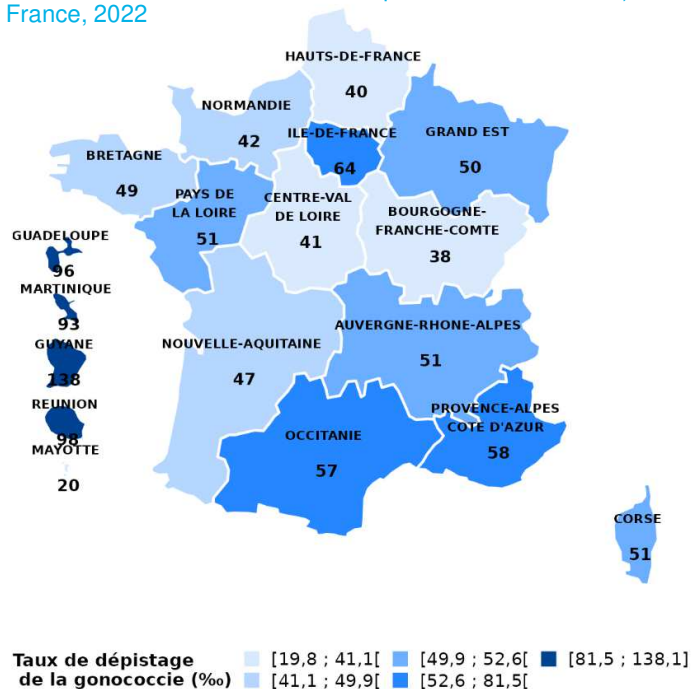 France, 2022
HAUTS-DE-FRANCE
40
NORMANDIE
42
ILE-DE-FRANCE
64
GRAND EST
50
BRETAGNE
49
PAYS DE
LA LOIRE
51
CENTRE-VAL
DE LOIRE
41
BOURGOGNE-
FRANCHE-COMTE
38
GUADELOUPE
96
MARTINIQUE
93
GUYANE
138
REUNION
98
MAYOTTE
20
NOUVELLE-AQUITAINE
47
AUVERGNE-RHONE-ALPES
51
OCCITANIE
57
PROVENCE-ALPES
COTE D'AZUR
58
CORSE
51
Taux de dépistage
de la gonococcie (‰)
[19,8 ; 41,1[
[49,9 ; 52,6[
[81,5 ; 138,1]
[41,1 ; 49,9[
[52,6 ; 81,5[